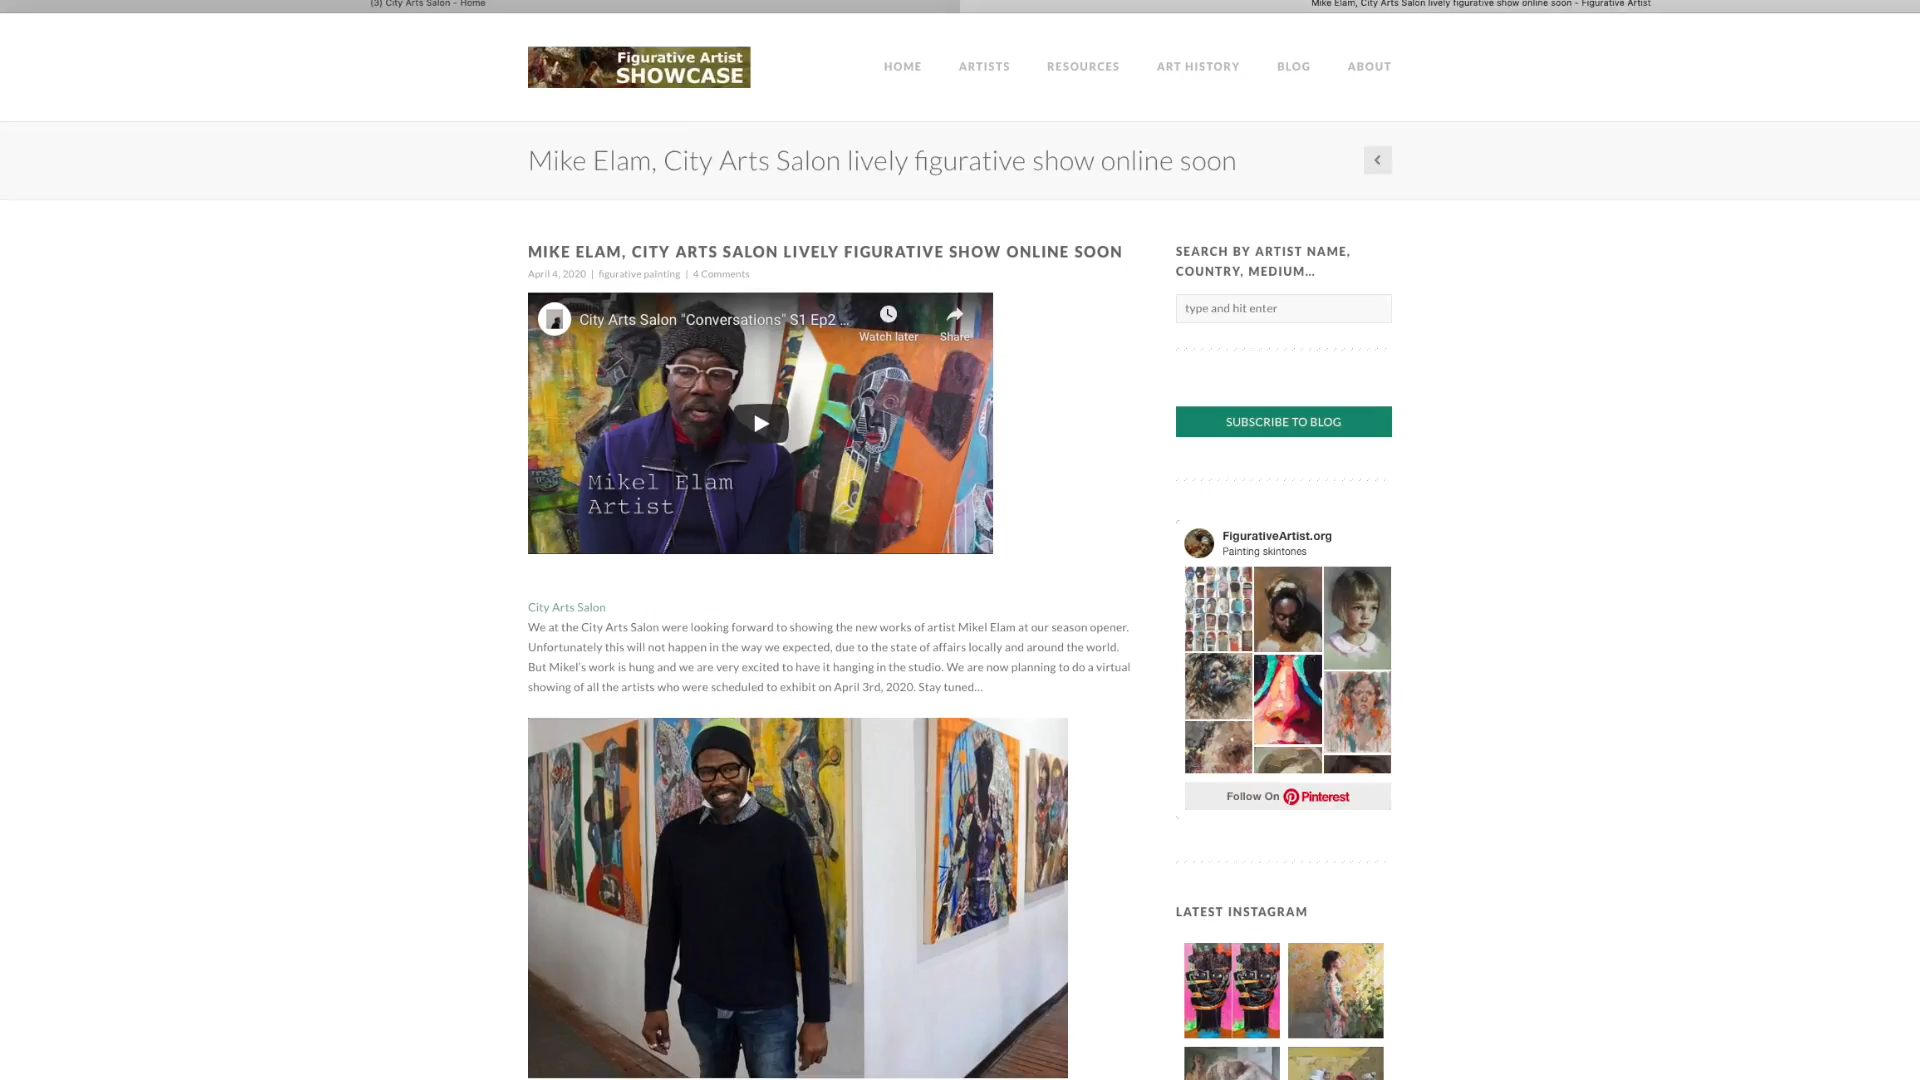 (3) City Arts Salon - Home
Mike Elam, City Arts Salon lively figurative show online soon - Figurative Artist
Figurative Artist
SHOWCASE
HOME
ARTISTS
RESOURCES
ART HISTORY
BLOG
ABOUT
Mike Elam, City Arts Salon lively figurative show online soon
MIKE ELAM, CITY ARTS SALON LIVELY FIGURATIVE SHOW ONLINE SOON
April 4, 2020 | figurative painting | 4 Comments
City Arts Salon "Conversations" S1 Ep2 ...
Watch later
Share
Mikel Elam
Artist
City Arts Salon
We at the City Arts Salon were looking forward to showing the new works of artist Mikel Elam at our season opener.
Unfortunately this will not happen in the way we expected, due to the state of affairs locally and around the world.
But Mikel's work is hung and we are very excited to have it hanging in the studio. We are now planning to do a virtual
showing of all the artists who were scheduled to exhibit on April 3rd, 2020. Stay tuned...
SEARCH BY ARTIST NAME,
COUNTRY, MEDIUM...
type and hit enter
SUBSCRIBE TO BLOG
FigurativeArtist.org
Painting skintones
Follow On Pinterest
LATEST INSTAGRAM